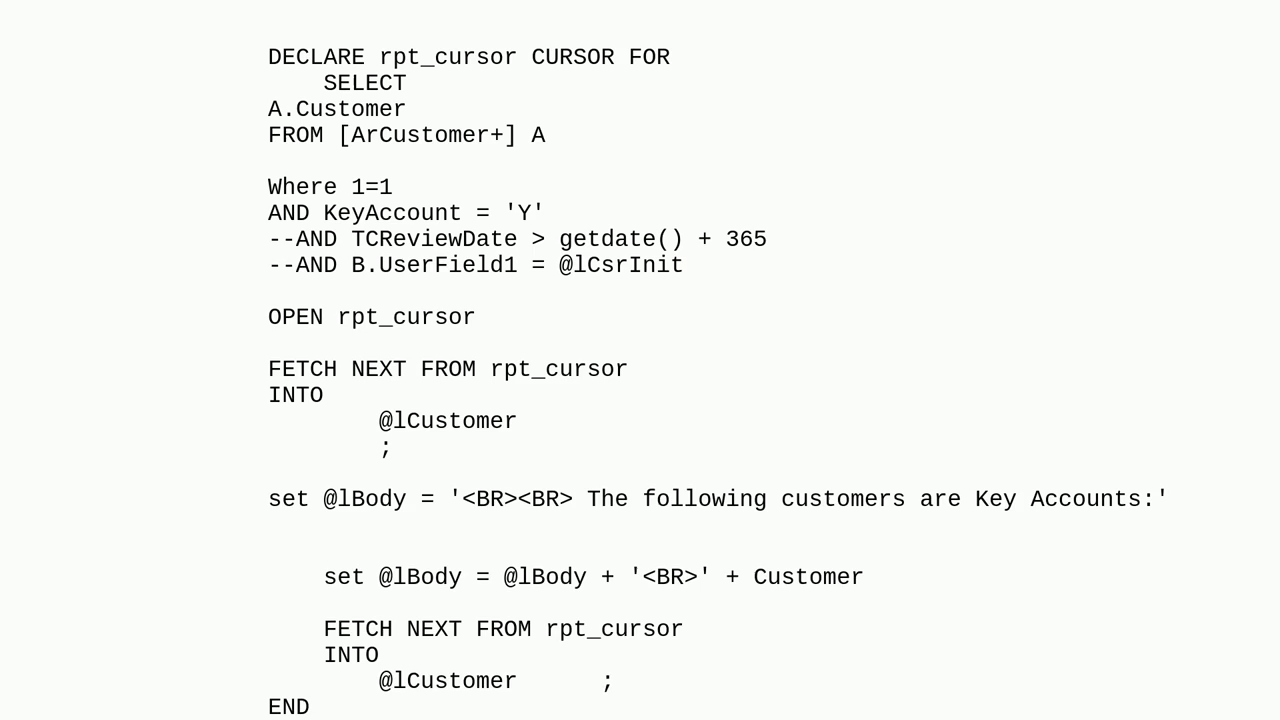 DECLARE rpt_cursor CURSOR FOR
    SELECT
A.Customer
FROM [ArCustomer+] A

Where 1=1
AND KeyAccount = 'Y'
--AND TCReviewDate > getdate() + 365
--AND B.UserField1 = @lCsrInit

OPEN rpt_cursor

FETCH NEXT FROM rpt_cursor
INTO
        @lCustomer
        ;

set @lBody = '<BR><BR> The following customers are Key Accounts:'


    set @lBody = @lBody + '<BR>' + Customer

    FETCH NEXT FROM rpt_cursor
    INTO
        @lCustomer      ;
END